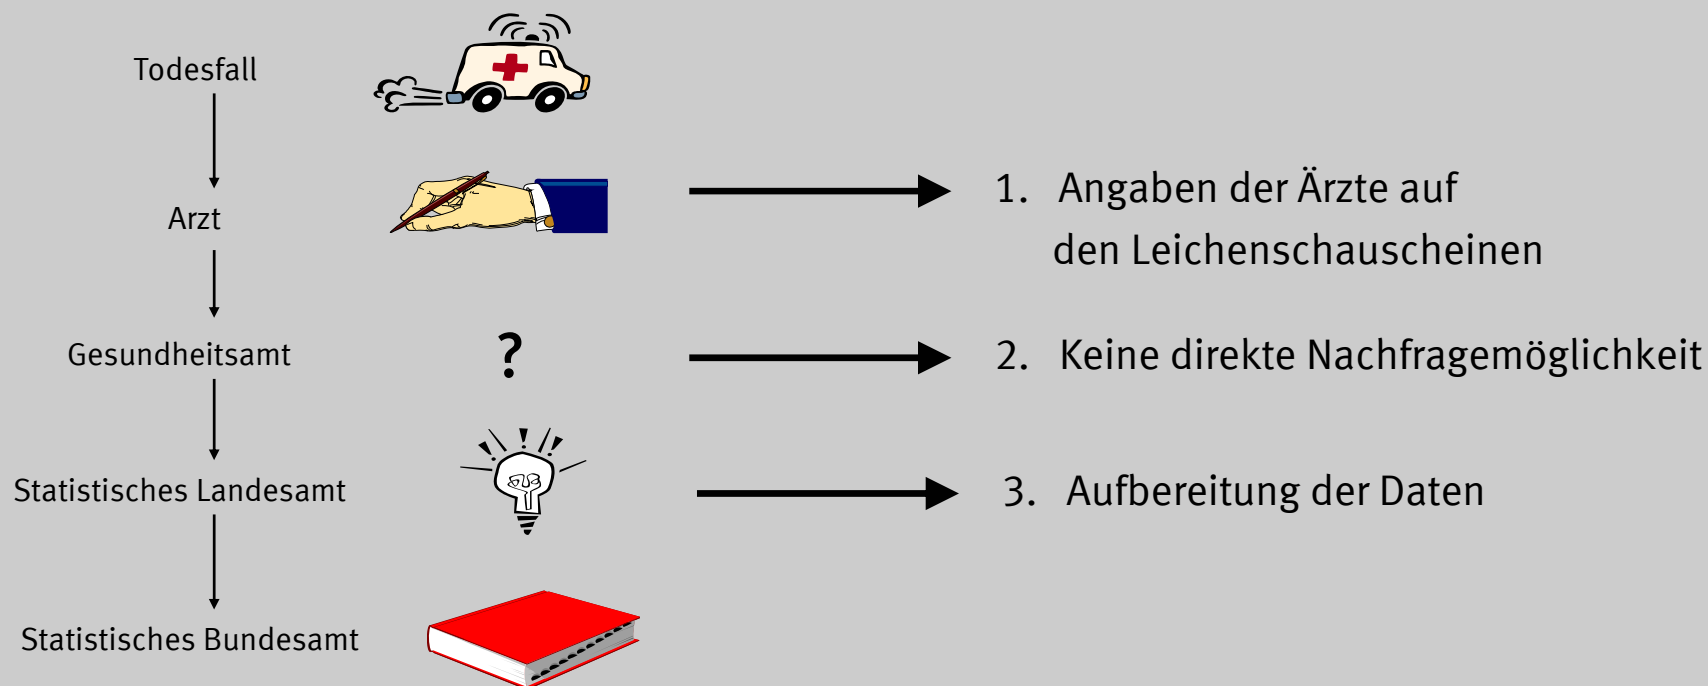 Todesfall
Arzt
1. Angaben der Ärzte auf
den Leichenschauscheinen
Gesundheitsamt
?
2. Keine direkte Nachfragemöglichkeit
Statistisches Landesamt
3. Aufbereitung der Daten
Statistisches Bundesamt